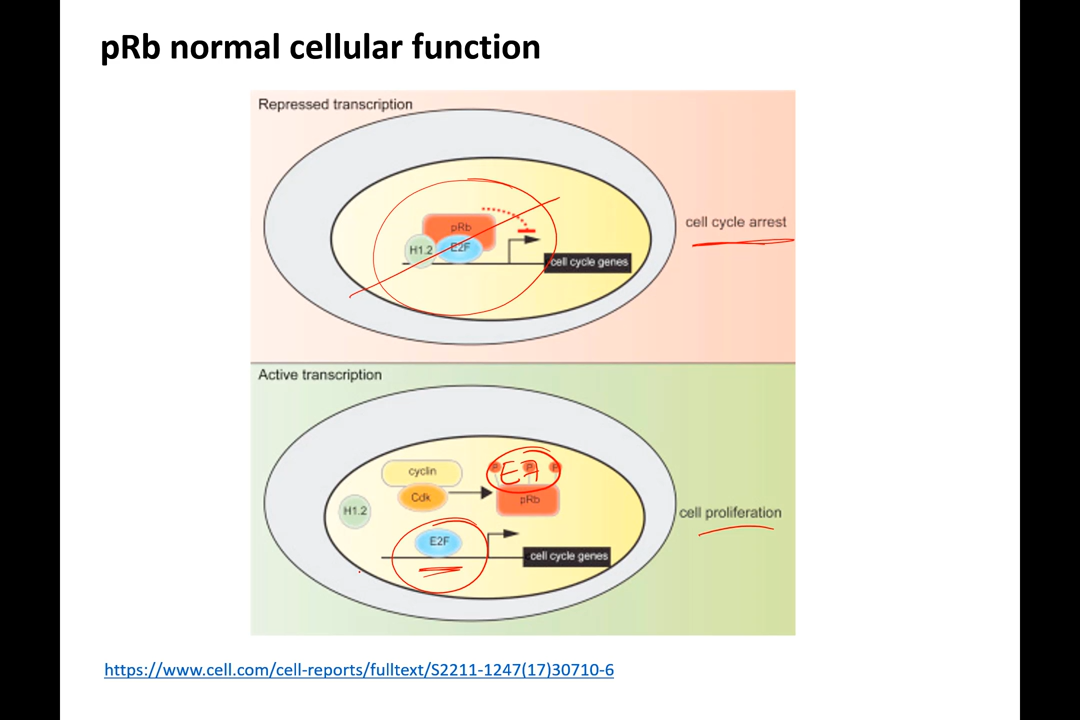 pRb normal cellular function
Repressed transcription
pRb
H1.2
E2F
cell cycle genes
cell cycle arrest
Active transcription
cyclin
Cdk
H1.2
P
E7
P
P
pRb
E2F
cell cycle genes
cell proliferation
https://www.cell.com/cell-reports/fulltext/S2211-1247(17)30710-6